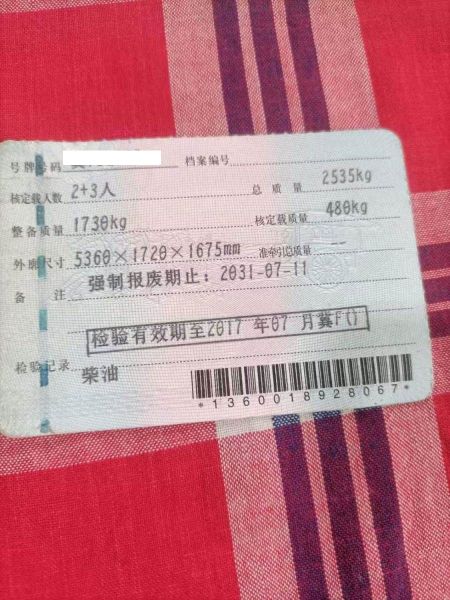 号牌号码 档案编号
核定载人数 2+3人 总质量 2535kg
整备质量 1730kg 核定载质量 480kg
外廓尺寸 5360×1720×1675mm 准牵引总质量 --
备注 强制报废期止：2031-07-11
检验有效期至2017 年07 月冀F()
检验记录
柴油
*1360018928067*